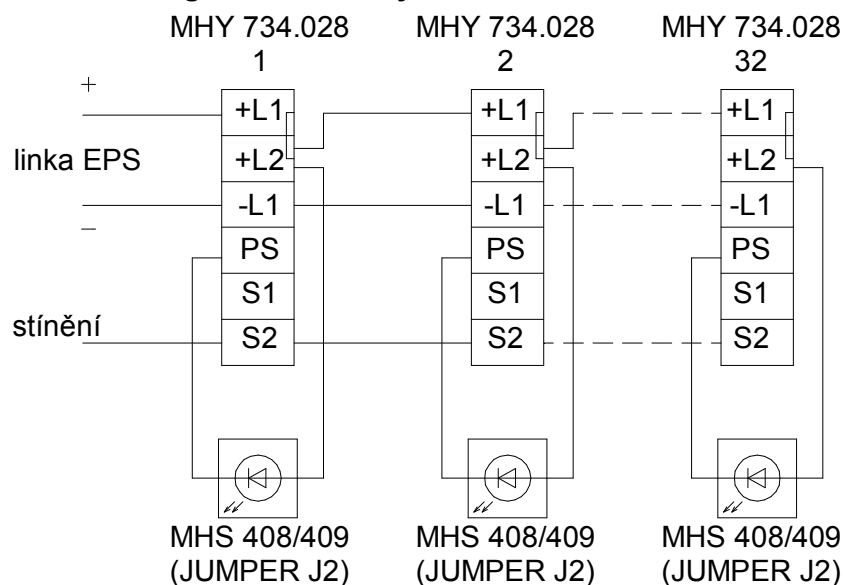 MHY 734.028 MHY 734.028 MHY 734.028
1 2 32
+
+L1 +L1 +L1
linka EPS +L2 +L2 +L2
-L1 -L1 -L1
–
PS PS PS
S1 S1 S1
stínění S2 S2 S2
MHS 408/409 MHS 408/409 MHS 408/409
(JUMPER J2) (JUMPER J2) (JUMPER J2)